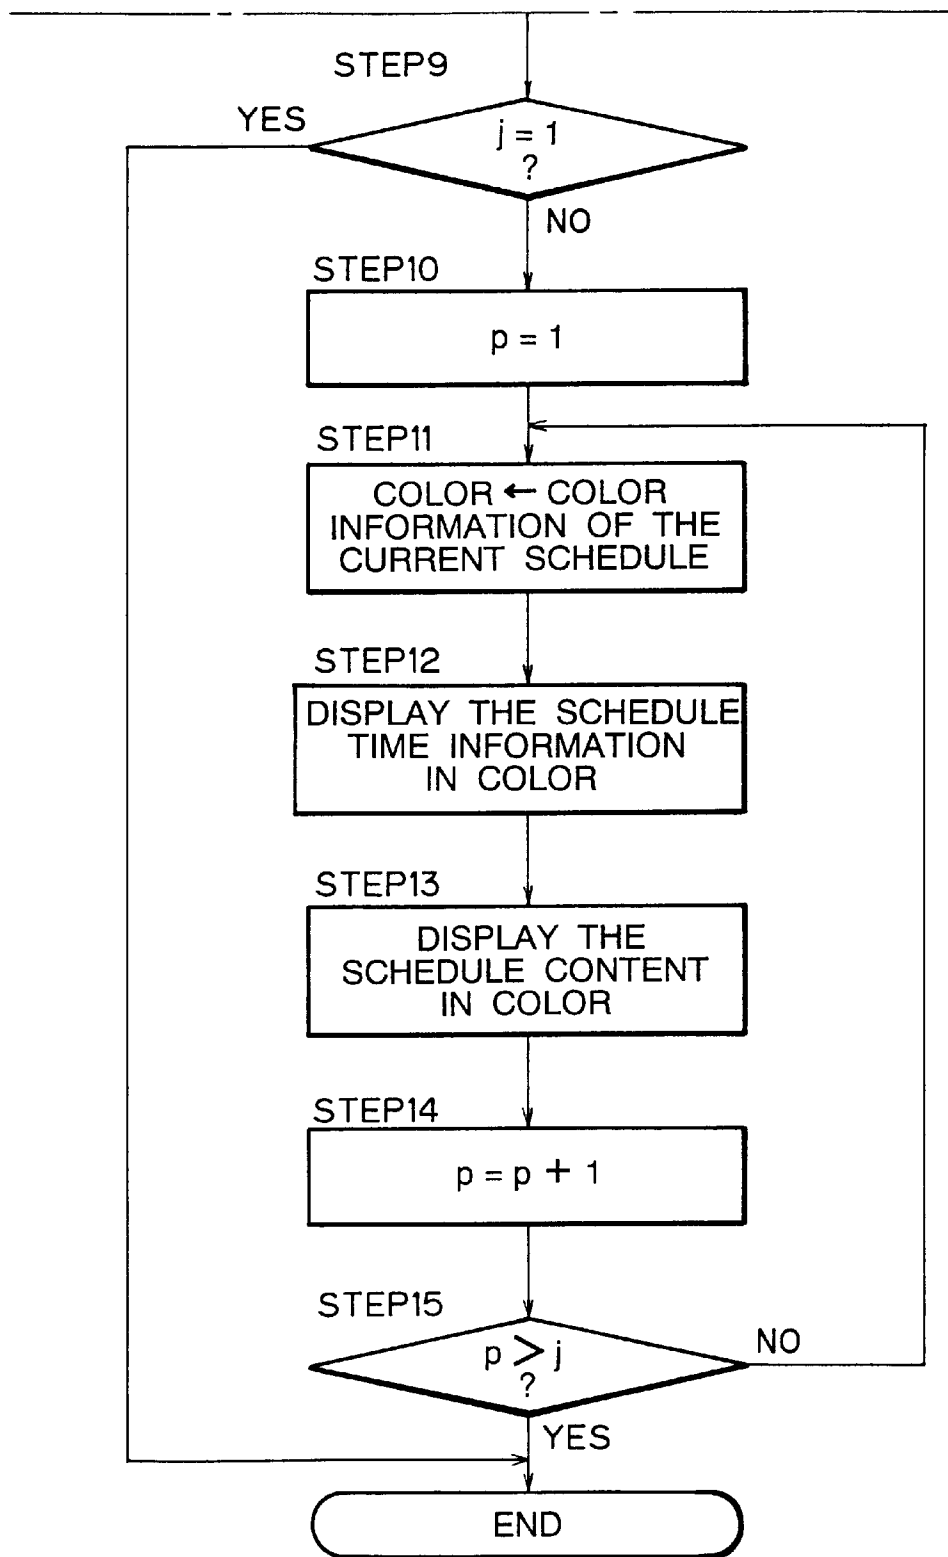 STEP9
YES
j = 1
?
NO
STEP10
p = 1
STEP11
COLOR ← COLOR
INFORMATION OF THE
CURRENT SCHEDULE
STEP12
DISPLAY THE SCHEDULE
TIME INFORMATION
IN COLOR
STEP13
DISPLAY THE
SCHEDULE CONTENT
IN COLOR
STEP14
p = p + 1
STEP15
p > j
?
NO
YES
END